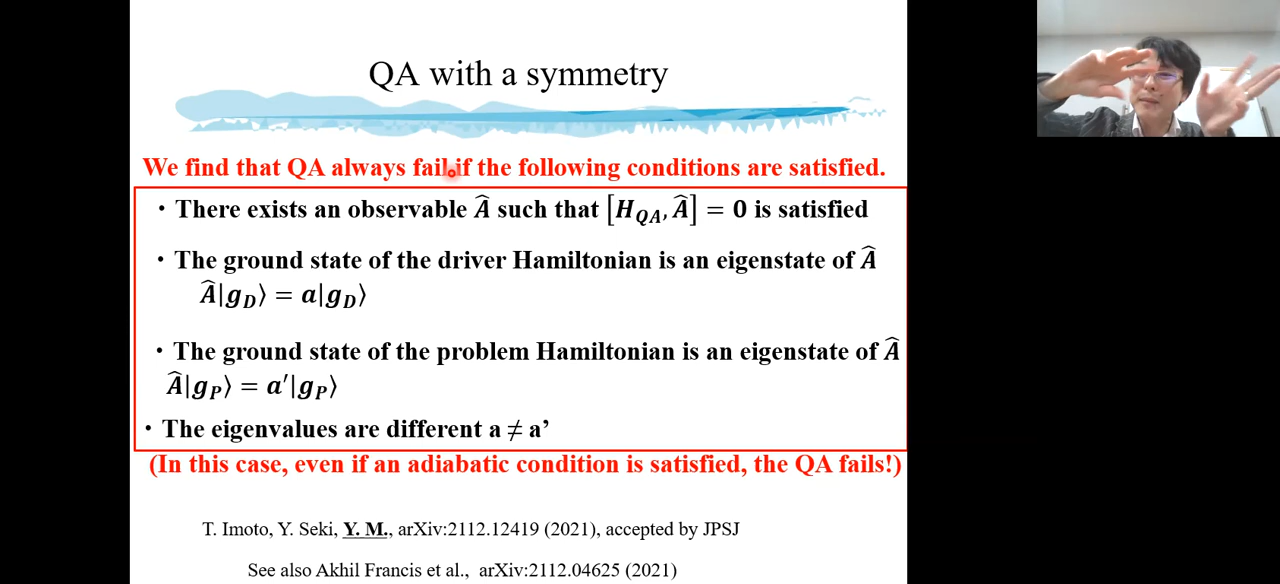 QA with a symmetry
We find that QA always fail if the following conditions are satisfied.
・There exists an observable Â such that [H_QA, Â] = 0 is satisfied
・The ground state of the driver Hamiltonian is an eigenstate of Â
Â|g_D⟩ = a|g_D⟩
・The ground state of the problem Hamiltonian is an eigenstate of Â
Â|g_P⟩ = a′|g_P⟩
・The eigenvalues are different a ≠ a’
(In this case, even if an adiabatic condition is satisfied, the QA fails!)
T. Imoto, Y. Seki, Y. M., arXiv:2112.12419 (2021), accepted by JPSJ
See also Akhil Francis et al., arXiv:2112.04625 (2021)